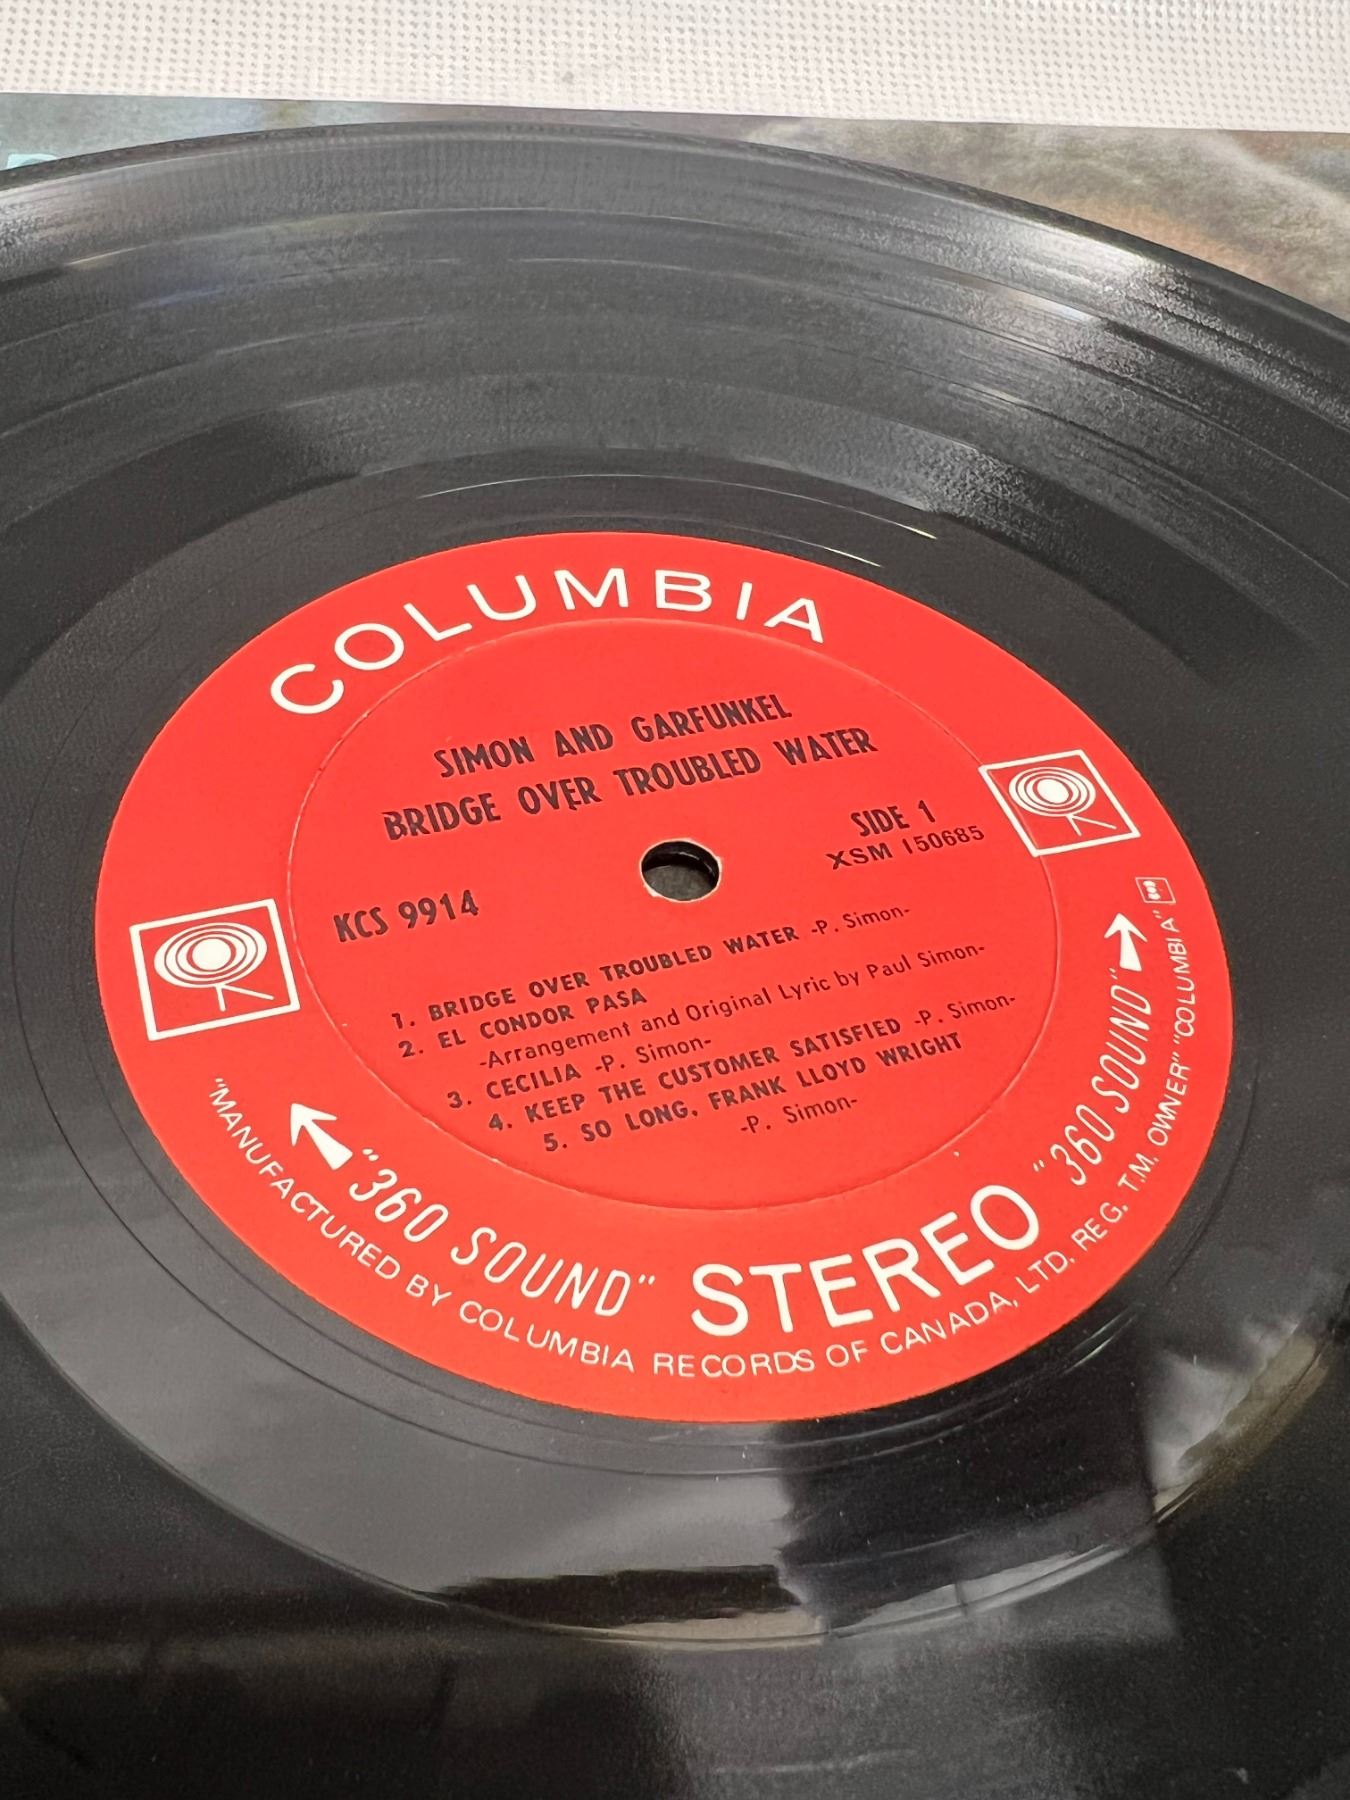 COLUMBIA
SIMON AND GARFUNKEL
BRIDGE OVER TROUBLED WATER
SIDE 1
XSM 150685
KCS 9914
1. BRIDGE OVER TROUBLED WATER -P. Simon-
2. EL CONDOR PASA
-Arrangement and Original Lyric by Paul Simon-
3. CECILIA -P. Simon-
4. KEEP THE CUSTOMER SATISFIED -P. Simon-
5. SO LONG, FRANK LLOYD WRIGHT
-P. Simon-
"360 SOUND" STEREO "360 SOUND"
"MANUFACTURED BY COLUMBIA RECORDS OF CANADA, LTD. REG. T.M. OWNER" "COLUMBIA"